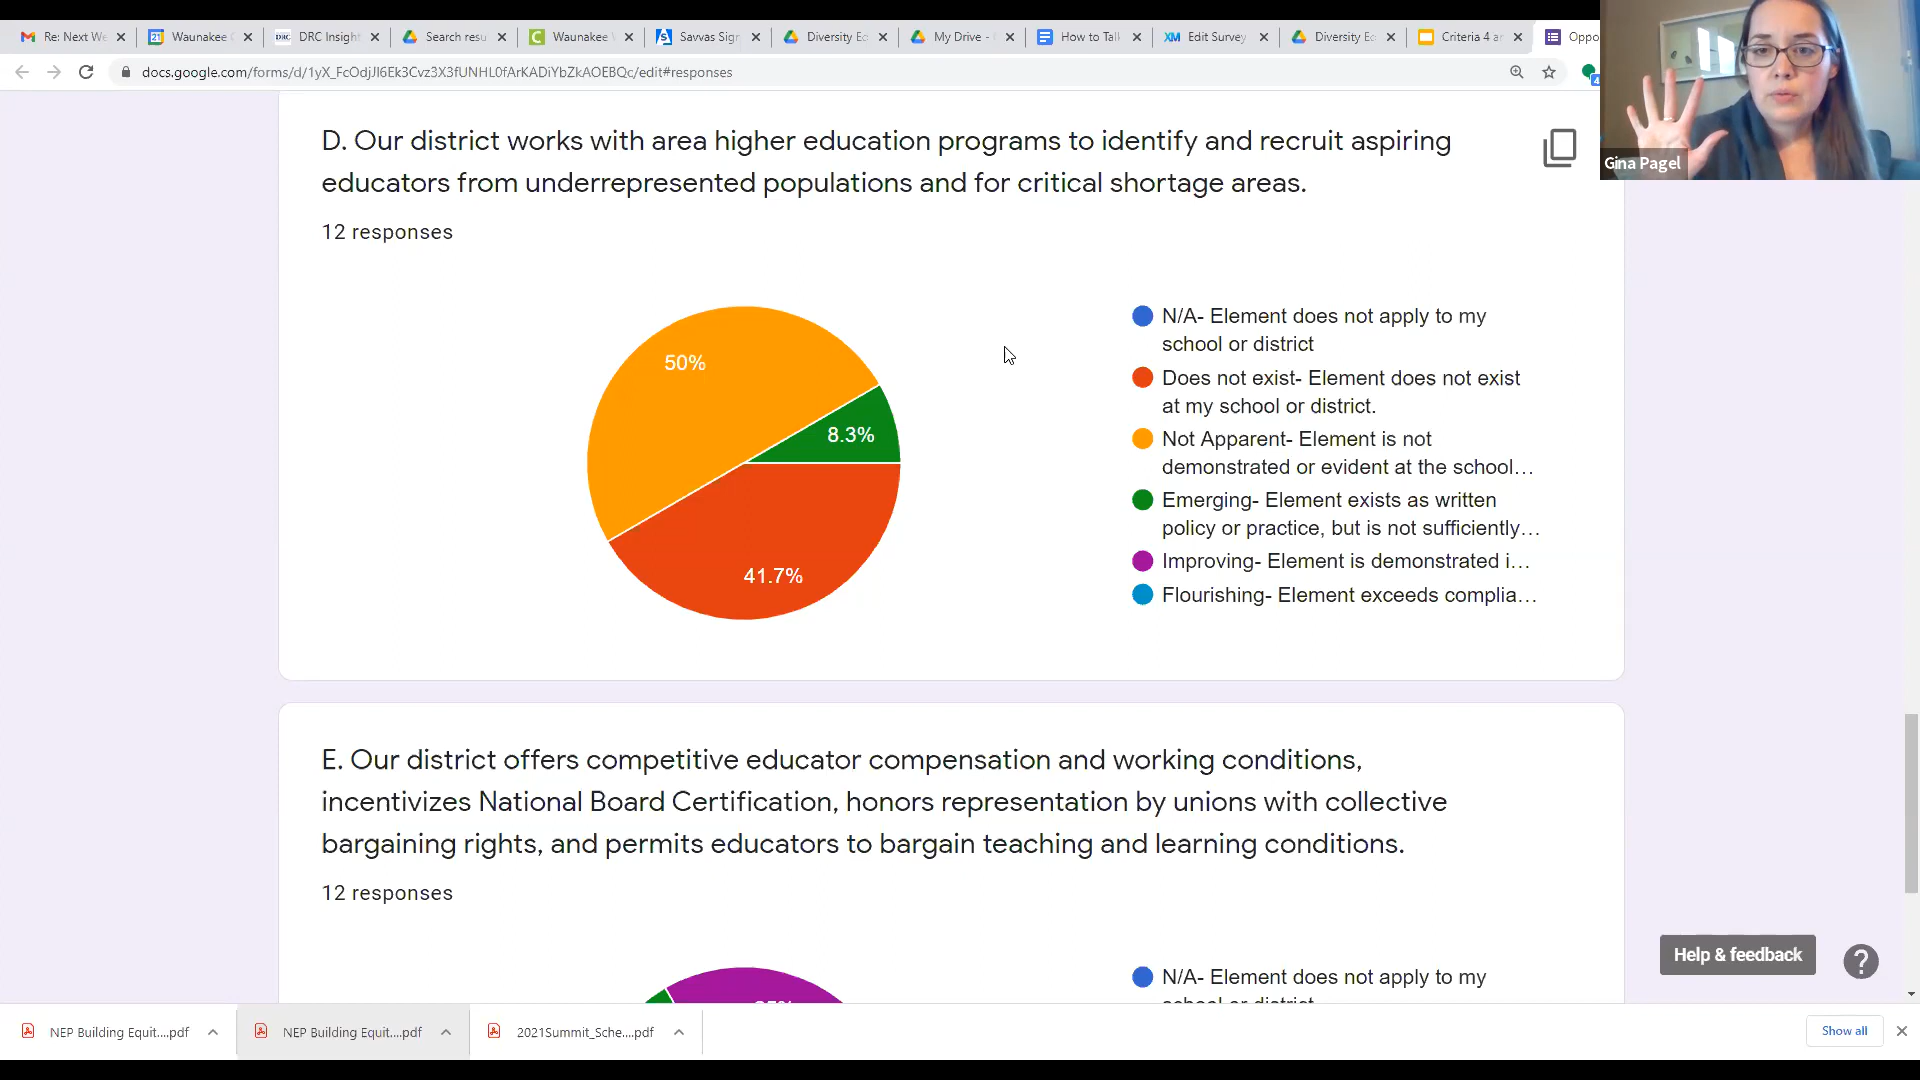 Re: Next We
Waunakee
DRC Insight
Search resu
Waunakee
Savvas Sig
Diversity Ed
My Drive -
How to Talk
Edit Survey
Diversity Ec
Criteria 4 a
Oppo
docs.google.com/forms/d/1yX_FcOdjJI6Ek3Cvz3X3fUNHL0fArKADiYbZkAOEBQc/edit#responses
Gina Pagel
D. Our district works with area higher education programs to identify and recruit aspiring
educators from underrepresented populations and for critical shortage areas.
12 responses
50%
8.3%
41.7%
N/A- Element does not apply to my
school or district
Does not exist- Element does not exist
at my school or district.
Not Apparent- Element is not
demonstrated or evident at the school…
Emerging- Element exists as written
policy or practice, but is not sufficiently…
Improving- Element is demonstrated i…
Flourishing- Element exceeds complia…
E. Our district offers competitive educator compensation and working conditions,
incentivizes National Board Certification, honors representation by unions with collective
bargaining rights, and permits educators to bargain teaching and learning conditions.
12 responses
N/A- Element does not apply to my
school or district
Help & feedback
NEP Building Equit....pdf
NEP Building Equit....pdf
2021Summit_Sche....pdf
Show all